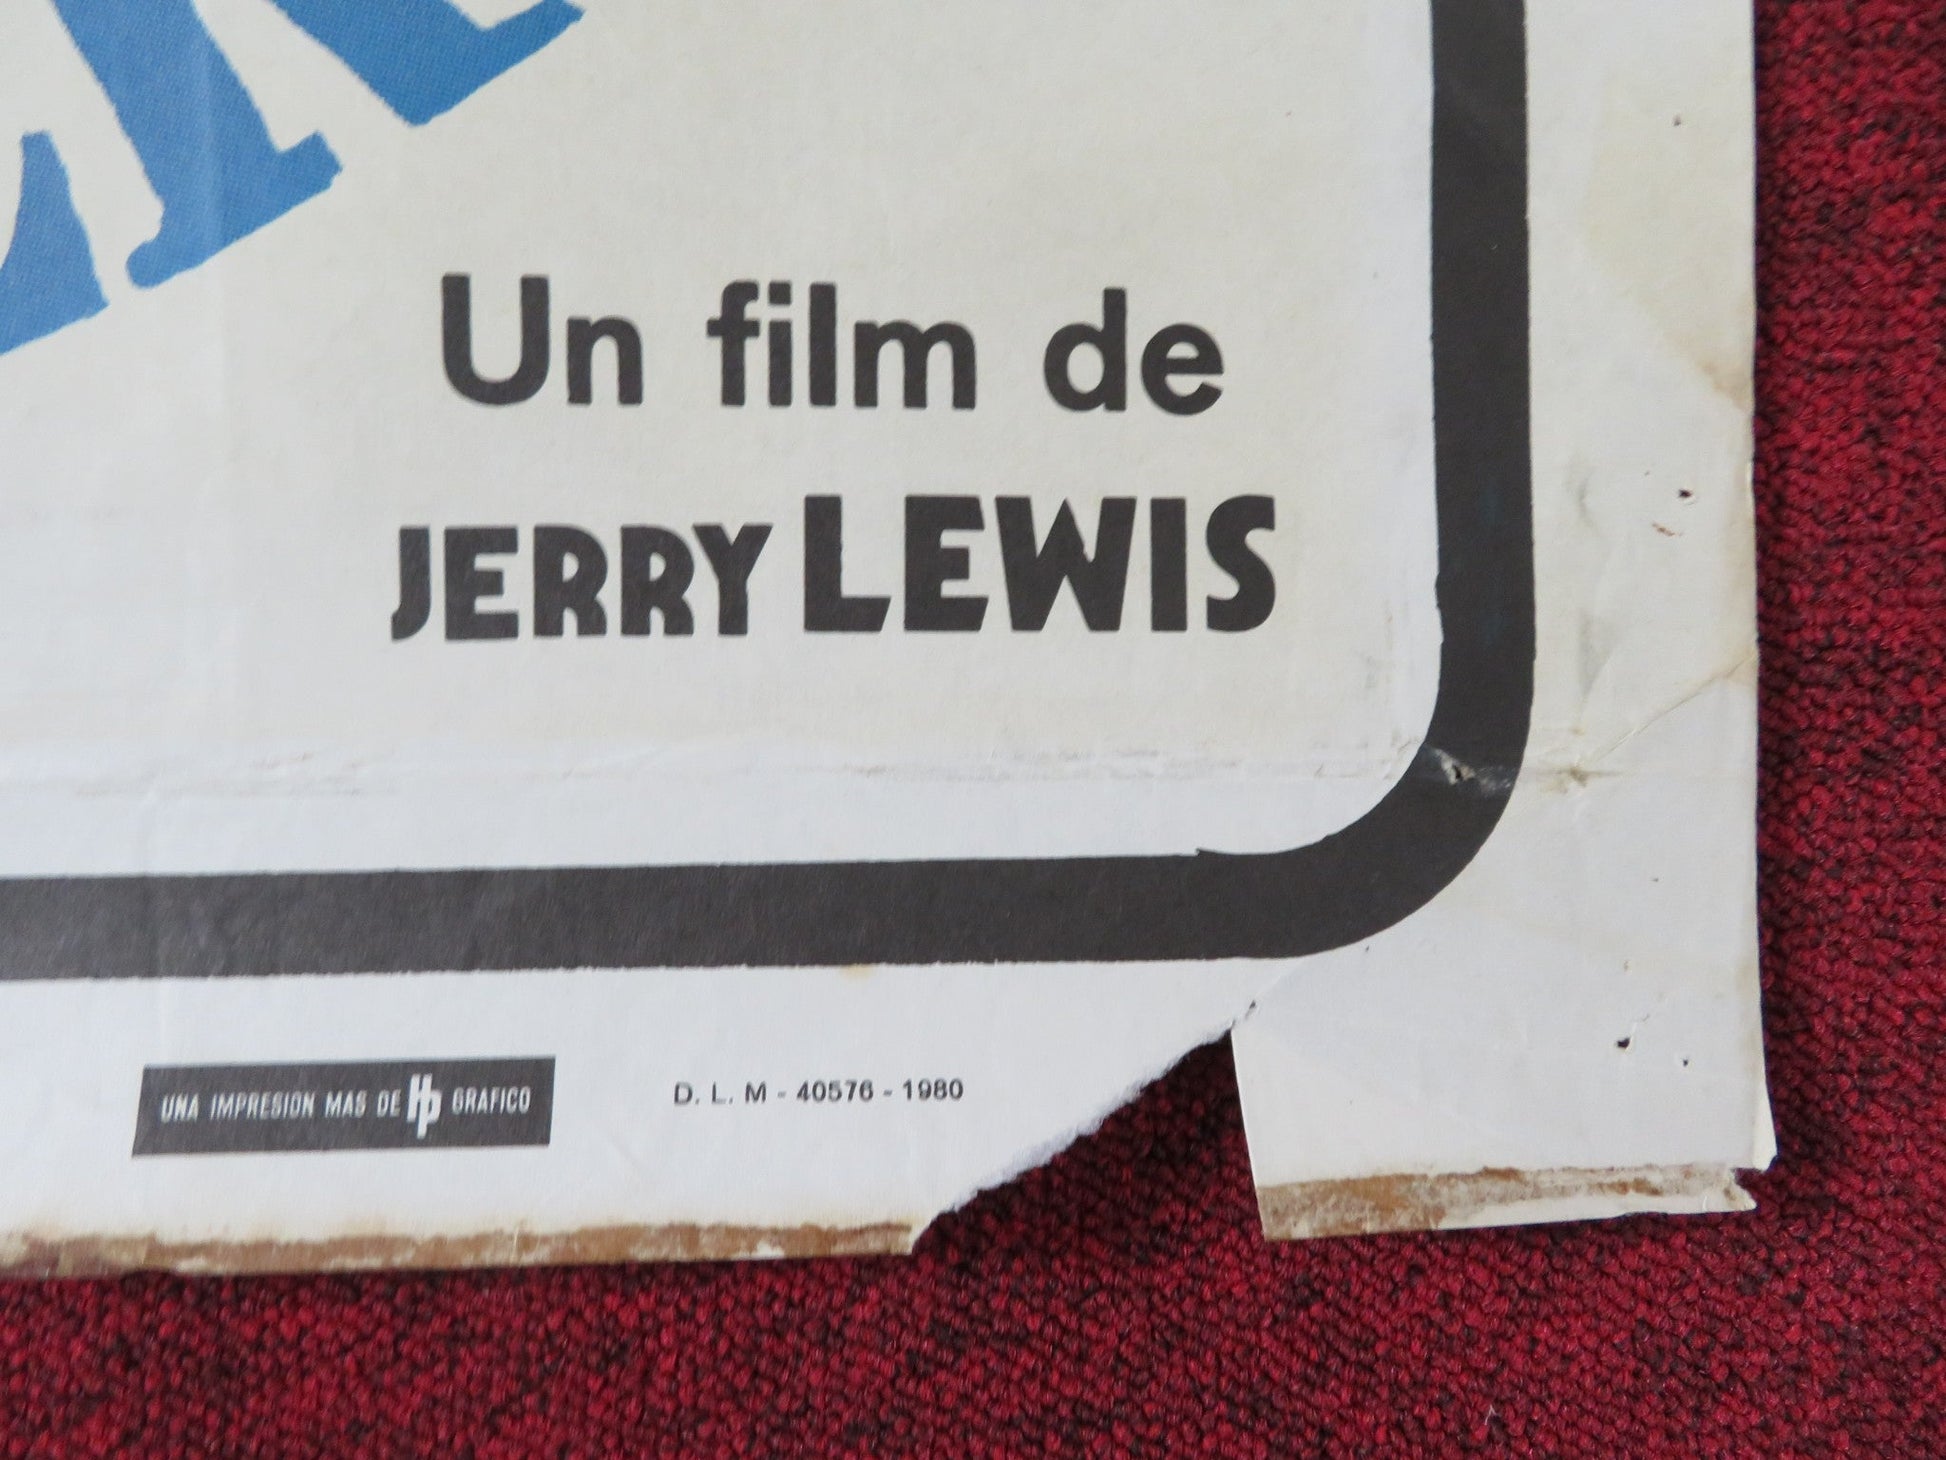 Un film de
JERRY LEWIS
UNA IMPRESION MAS DE HP GRAFICO
D. L. M - 40576 - 1980